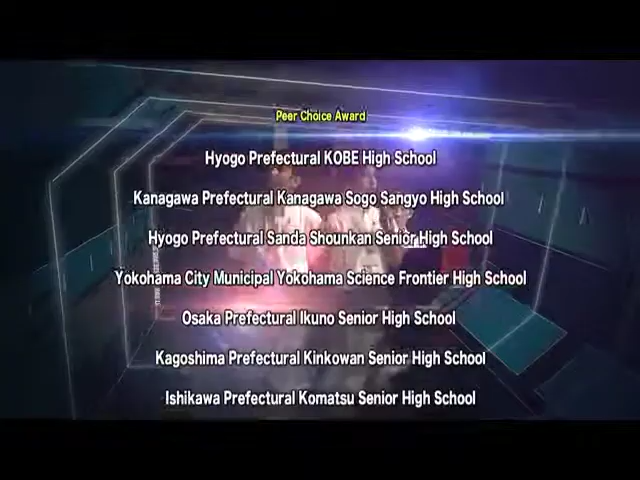 Peer Choice Award
Hyogo Prefectural KOBE High School
Kanagawa Prefectural Kanagawa Sogo Sangyo High School
Hyogo Prefectural Sanda Shounkan Senior High School
Yokohama City Municipal Yokohama Science Frontier High School
Osaka Prefectural Ikuno Senior High School
Kagoshima Prefectural Kinkowan Senior High School
Ishikawa Prefectural Komatsu Senior High School